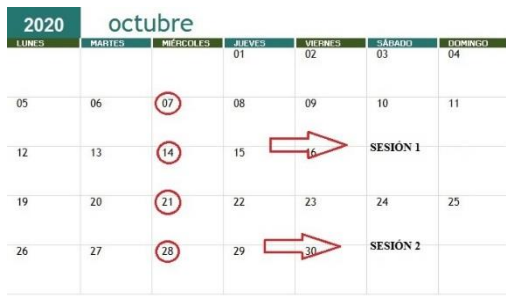 2020 octubre
LUNES MARTES MIÉRCOLES JUEVES VIERNES SÁBADO DOMINGO
01 02 03 04
05 06 07 08 09 10 11
12 13 14 15 16 SESIÓN 1
19 20 21 22 23 24 25
26 27 28 29 30 SESIÓN 2